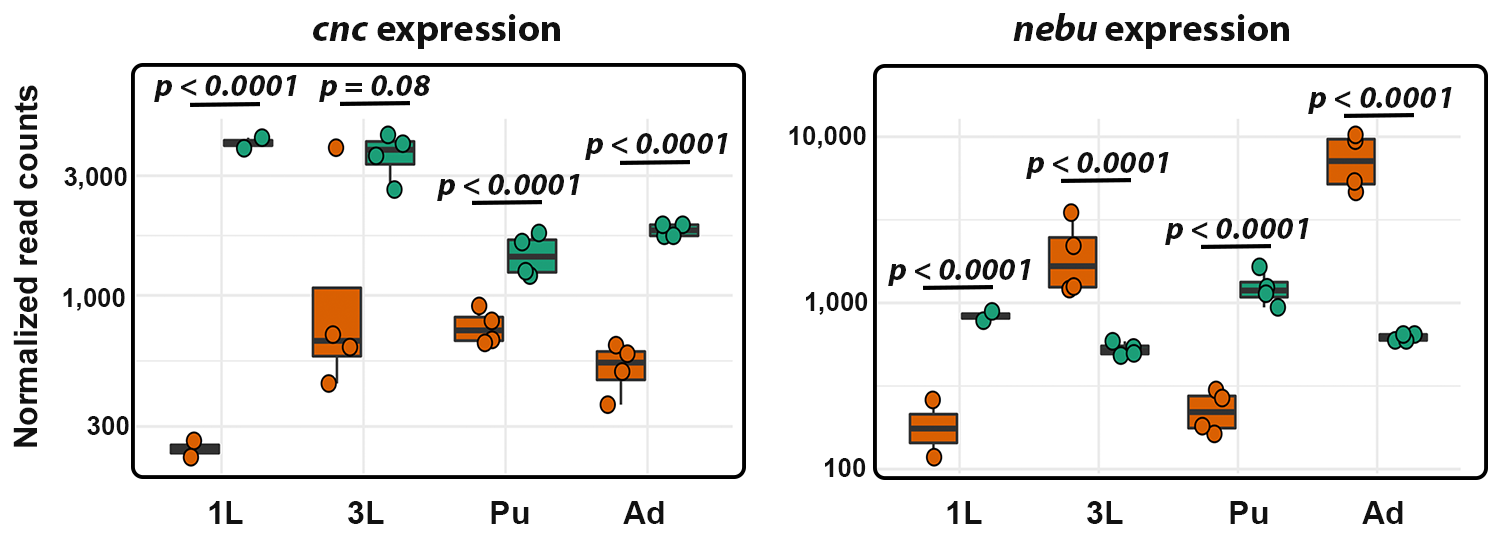 cnc expression
nebu expression
Normalized read counts
p < 0.0001
p = 0.08
p < 0.0001
p < 0.0001
3,000
1,000
300
1L
3L
Pu
Ad
p < 0.0001
p < 0.0001
p < 0.0001
p < 0.0001
10,000
1,000
100
1L
3L
Pu
Ad